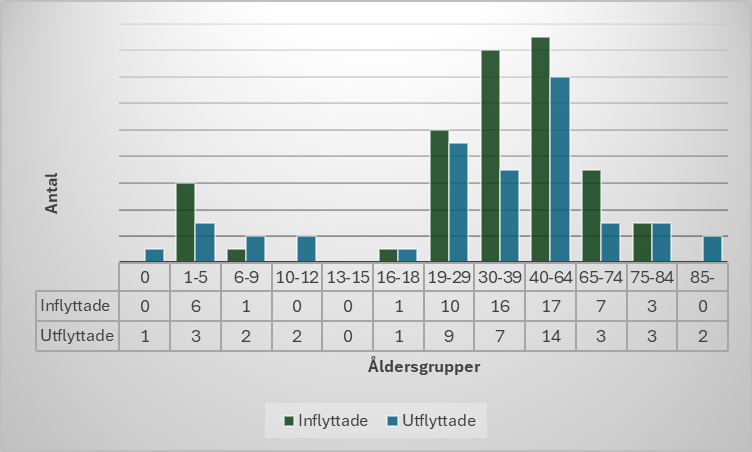 Antal
0 1-5 6-9 10-12 13-15 16-18 19-29 30-39 40-64 65-74 75-84 85-
Inflyttade 0 6 1 0 0 1 10 16 17 7 3 0
Utflyttade 1 3 2 2 0 1 9 7 14 3 3 2
Åldersgrupper
Inflyttade Utflyttade